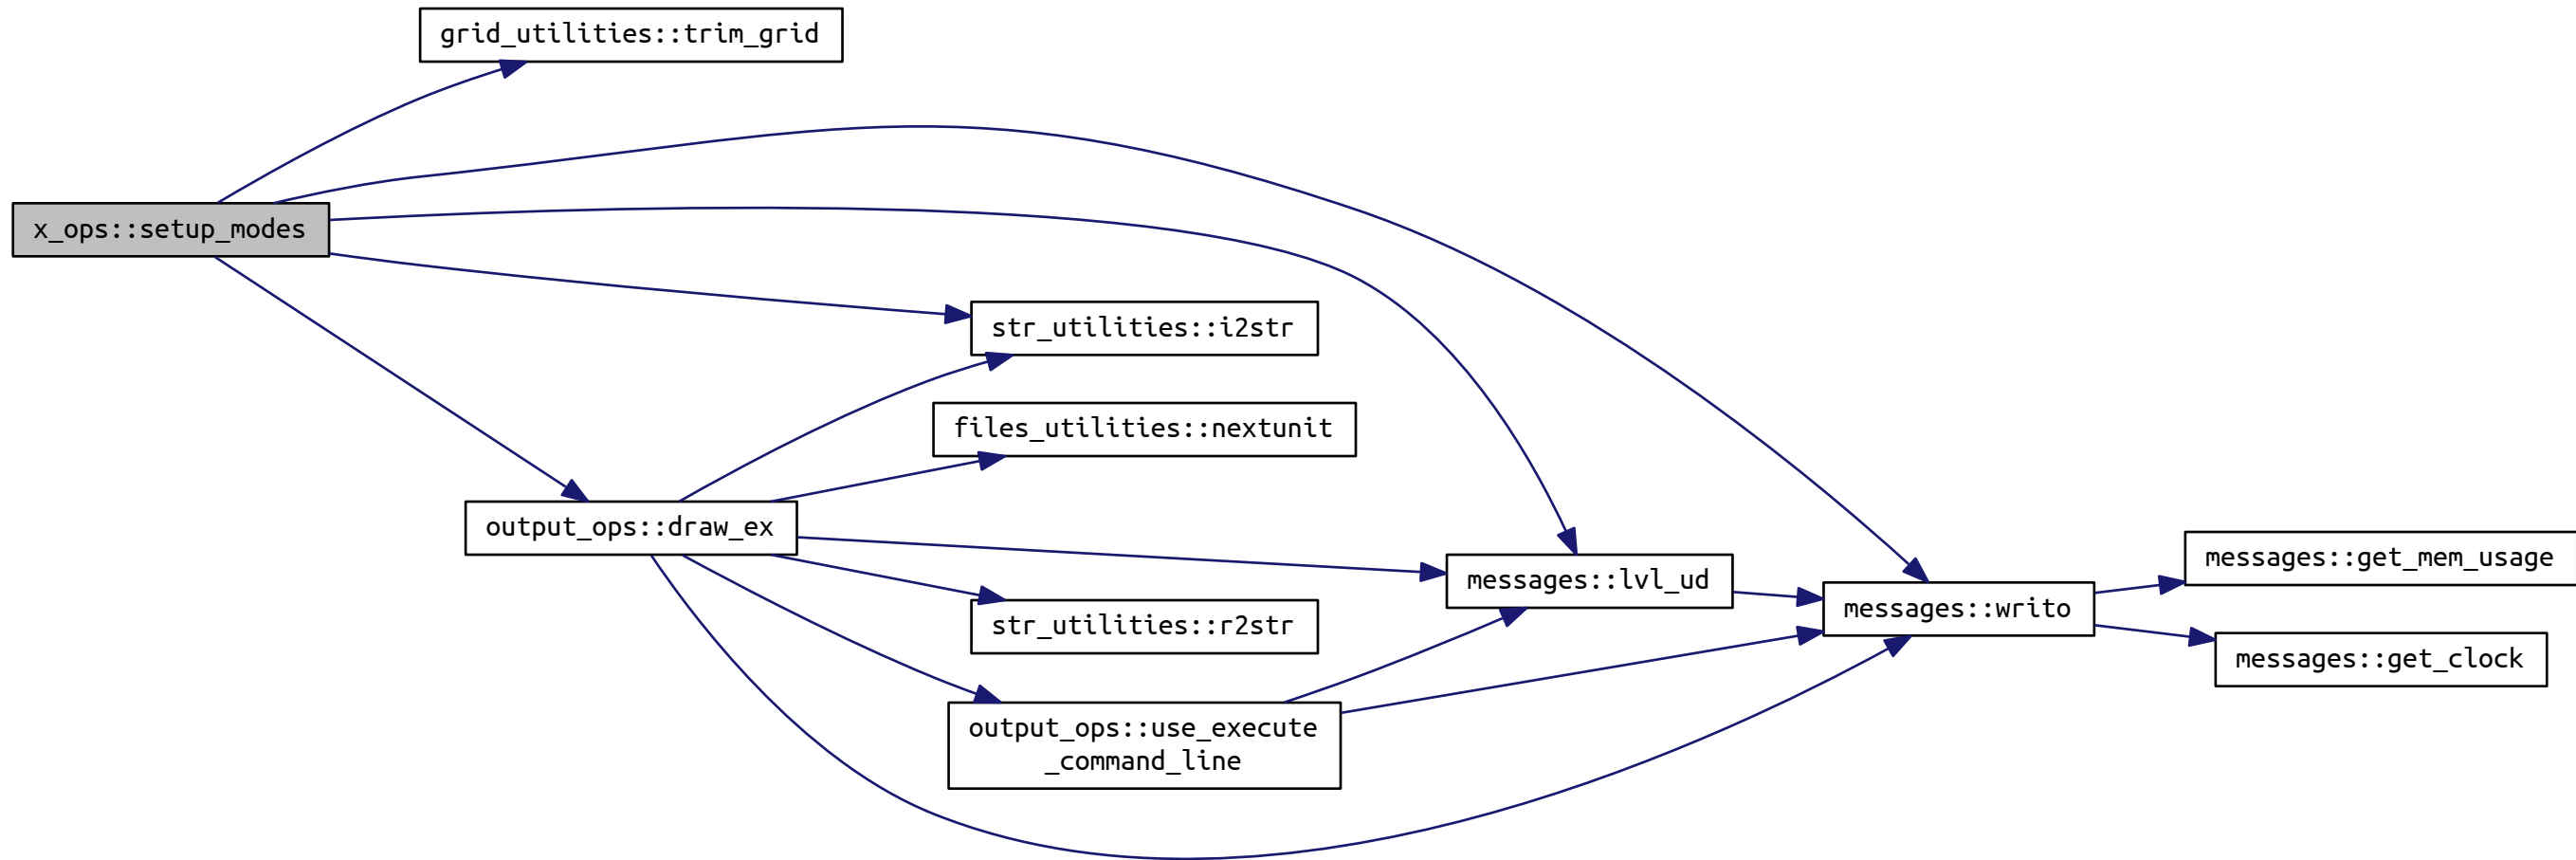 grid_utilities::trim_grid
x_ops::setup_modes
str_utilities::i2str
files_utilities::nextunit
output_ops::draw_ex
messages::get_mem_usage
messages::lvl_ud
messages::writo
str_utilities::r2str
messages::get_clock
output_ops::use_execute
_command_line